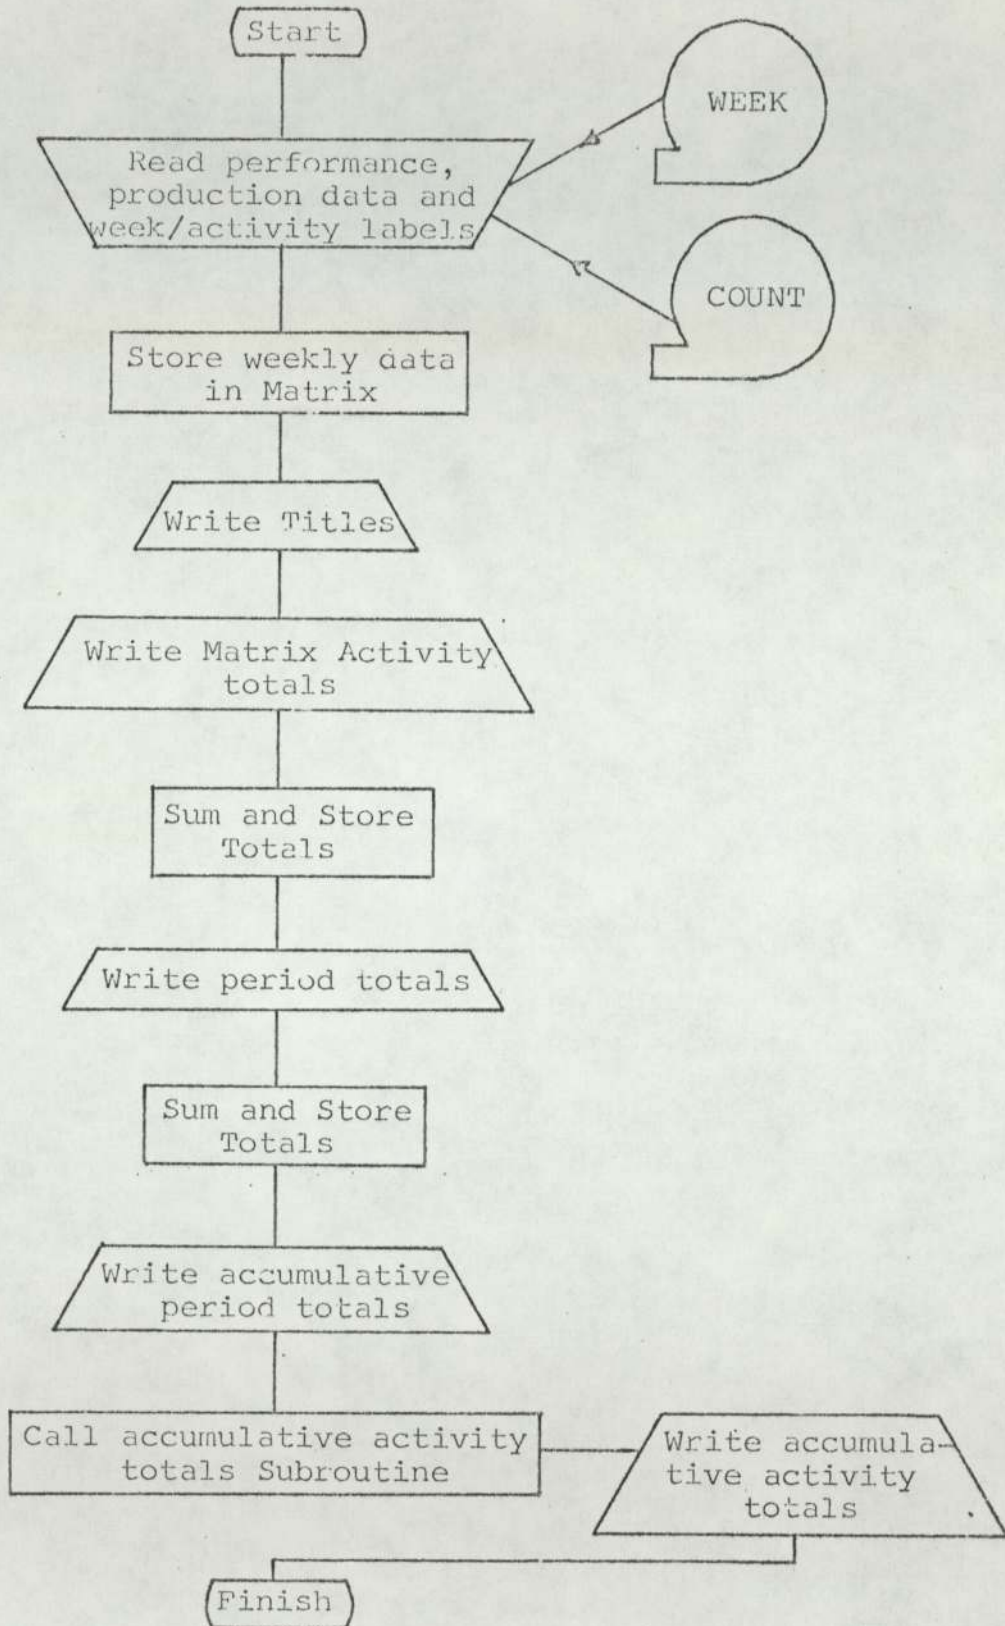 Start
WEEK
Read performance,
production data and
week/activity labels
COUNT
Store weekly data
in Matrix
Write Titles
Write Matrix Activity
totals
Sum and Store
Totals
Write period totals
Sum and Store
Totals
Write accumulative
period totals
Call accumulative activity
totals Subroutine
Write accumula-
tive activity
totals
Finish